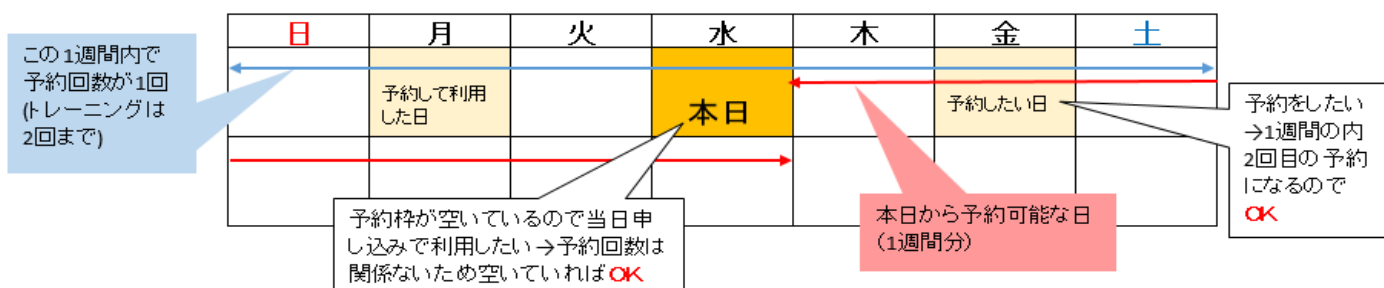 日 月 火 水 木 金 土
この1週間内で
予約回数が1回
(トレーニングは
2回まで)
予約して利用
した日
本日
予約したい日
予約をしたい
→1週間の内
2回目の予約
になるので
OK
予約枠が空いているので当日申
し込みで利用したい→予約回数は
関係ないため空いていればOK
本日から予約可能な日
(1週間分)